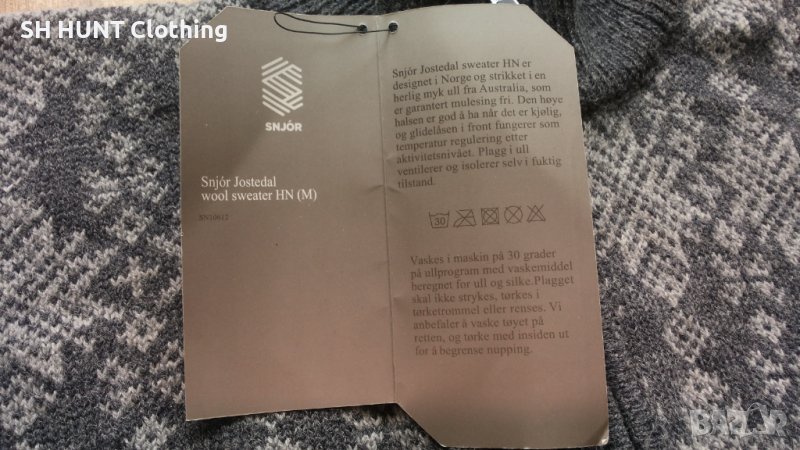 SH HUNT Clothing
SNJÓR
Snjór Jostedal
wool sweater HN (M)
SN10612
Snjór Jostedal sweater HN er
designet i Norge og strikket i en
herlig myk ull fra Australia, som
er garantert mulesing fri. Den høye
halsen er god å ha når det er kjølig,
og glidelåsen i front fungerer som
temperatur regulering etter
aktivitetsnivået. Plagg i ull
ventilerer og isolerer selv i fuktig
tilstand.
30
Vaskes i maskin på 30 grader
på ullprogram med vaskemiddel
beregnet for ull og silke.Plagget
skal ikke strykes, tørkes i
tørketrommel eller renses. Vi
anbefaler å vaske tøyet på
retten, og tørke med insiden ut
for å begrense nupping.
BAZAR